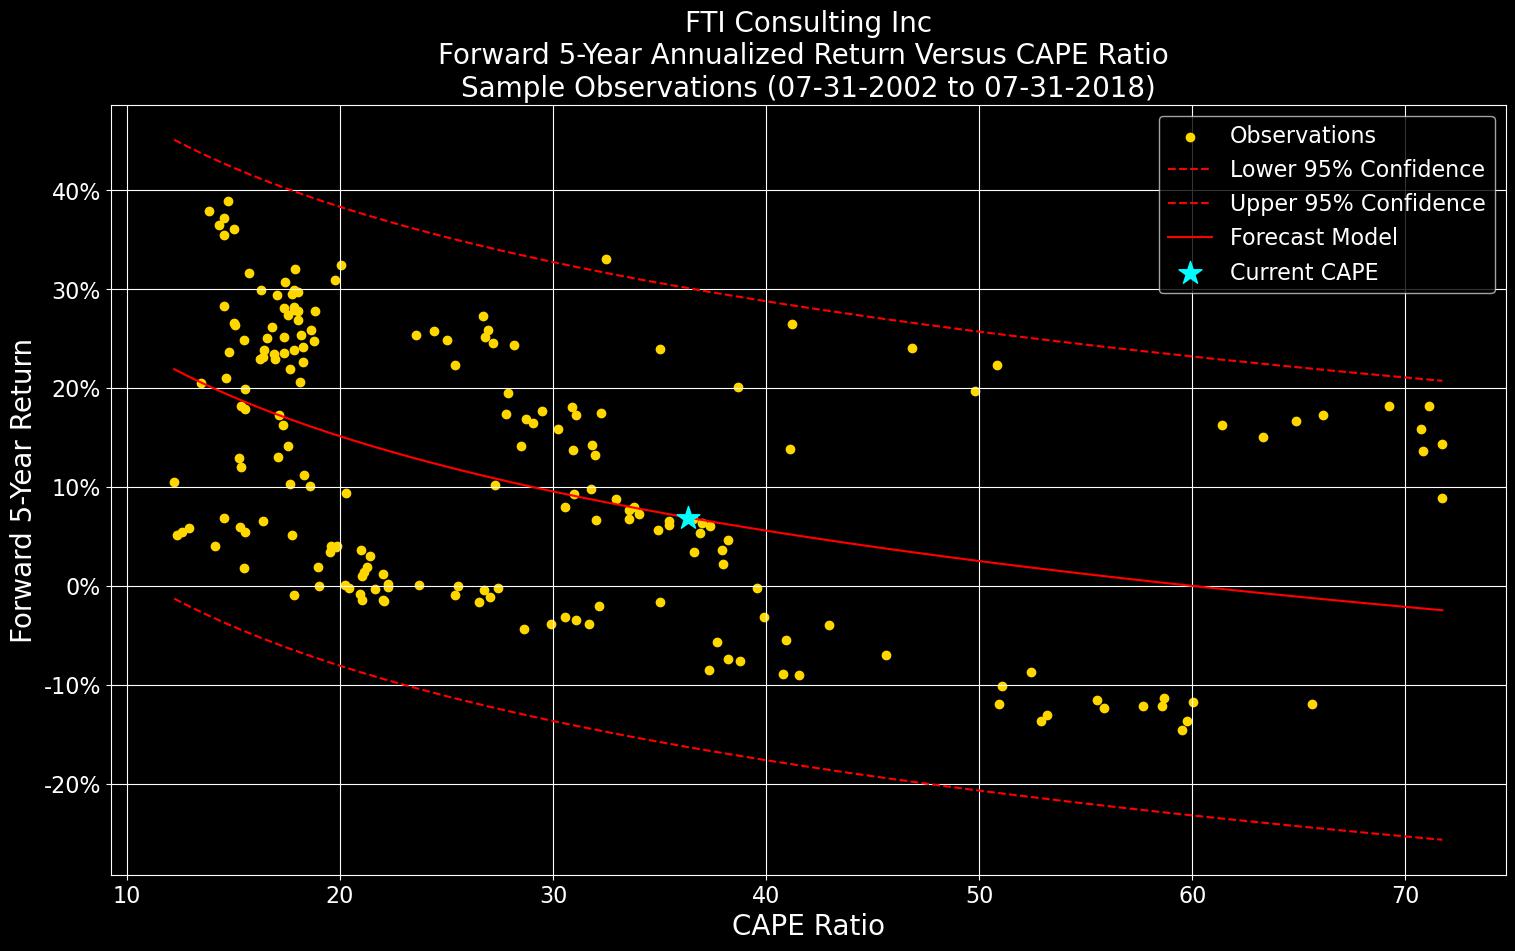 FTI Consulting Inc
Forward 5-Year Annualized Return Versus CAPE Ratio
Sample Observations (07-31-2002 to 07-31-2018)
Observations
Lower 95% Confidence
Upper 95% Confidence
Forecast Model
Current CAPE
Forward 5-Year Return
40%
30%
20%
10%
0%
-10%
-20%
10 20 30 40 50 60 70
CAPE Ratio